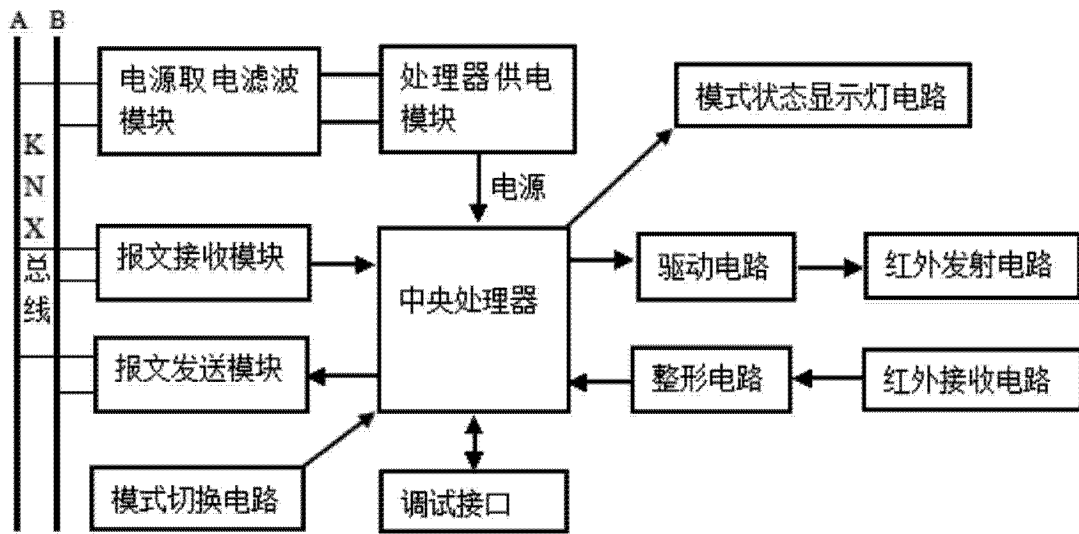 A B
电源取电滤波
模块
处理器供电
模块
模式状态显示灯电路
K
N
X
总
线
电源
报文接收模块
中央处理器
驱动电路
红外发射电路
报文发送模块
整形电路
红外接收电路
模式切换电路
调试接口